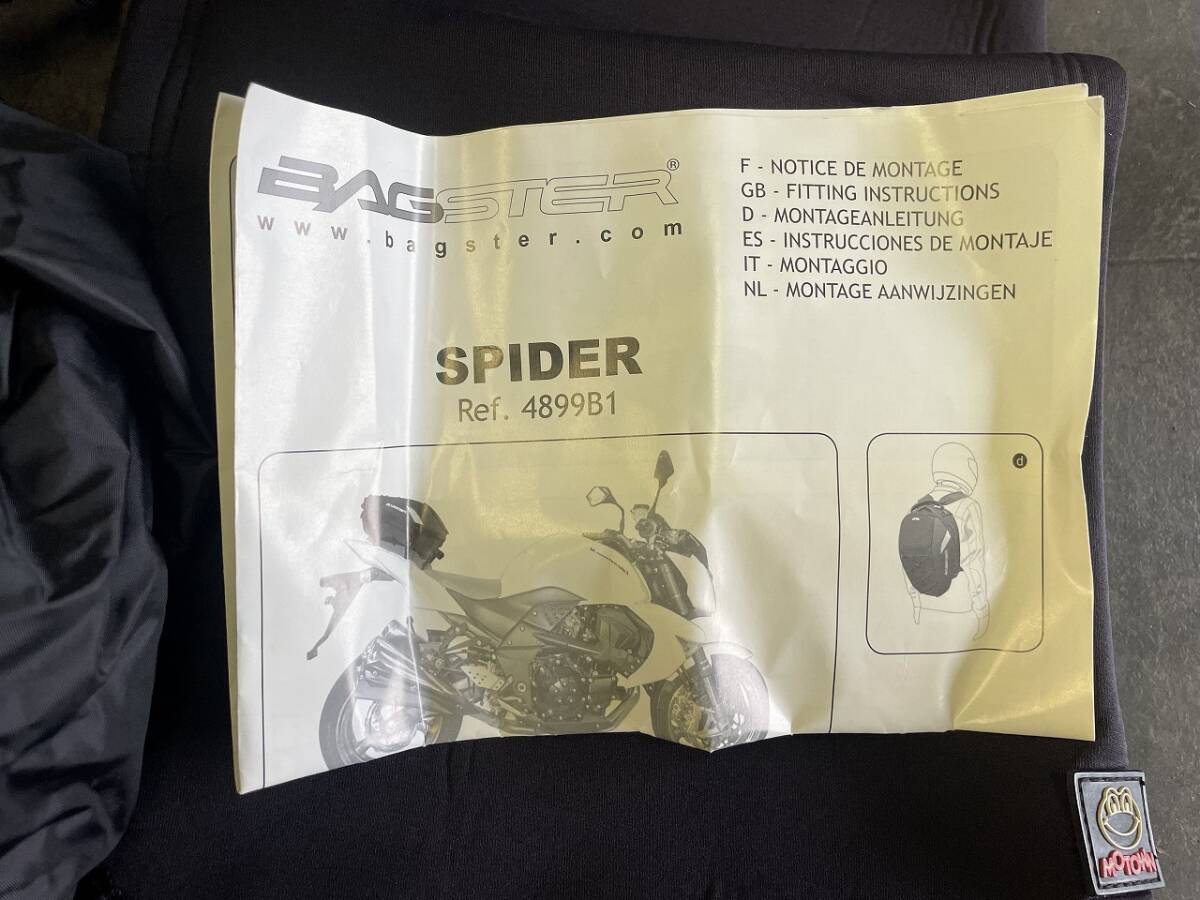 BAGSTER®
www.bagster.com
F - NOTICE DE MONTAGE
GB - FITTING INSTRUCTIONS
D - MONTAGEANLEITUNG
ES - INSTRUCCIONES DE MONTAJE
IT - MONTAGGIO
NL - MONTAGE AANWIJZINGEN
SPIDER
Ref. 4899B1
d
MOTOWN